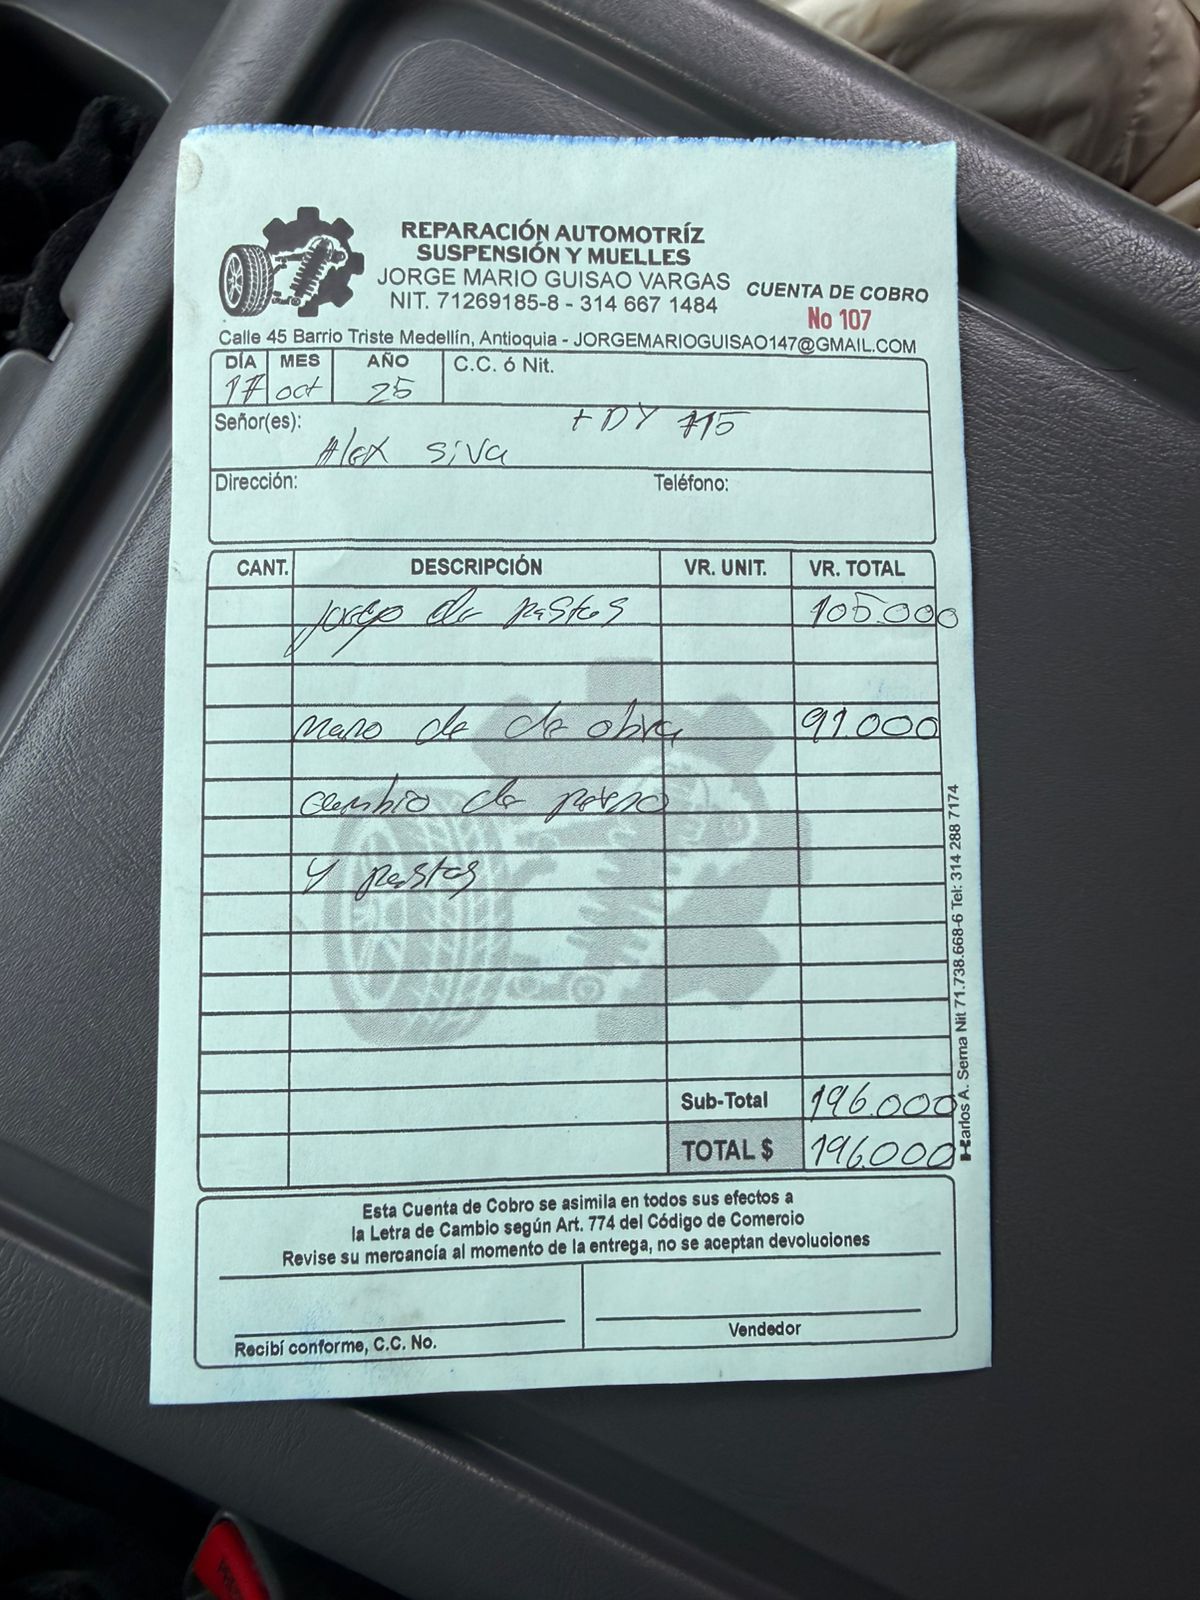 REPARACIÓN AUTOMOTRÍZ
SUSPENSIÓN Y MUELLES
JORGE MARIO GUISAO VARGAS
NIT. 71269185-8 - 314 667 1484
CUENTA DE COBRO
No 107
Calle 45 Barrio Triste Medellín, Antioquia - JORGEMARIOGUISAO147@GMAIL.COM
DÍA MES AÑO C.C. ó Nit.
17 oct 25
Señor(es): Alex Siva
Dirección: Teléfono:
CANT. DESCRIPCIÓN VR. UNIT. VR. TOTAL
de pastas 105.000
mano de de obra 91.000
cambio de
y pastas
Sub-Total 196.000
TOTAL $ 196.000
Esta Cuenta de Cobro se asimila en todos sus efectos a
la Letra de Cambio según Art. 774 del Código de Comercio
Revise su mercancía al momento de la entrega, no se aceptan devoluciones
Recibí conforme, C.C. No.
Vendedor
arlos A. Serna Nit 71.738.668-6 Tel: 314 288 7174